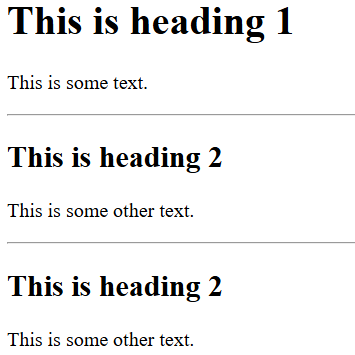 This is heading 1
This is some text.
This is heading 2
This is some other text.
This is heading 2
This is some other text.